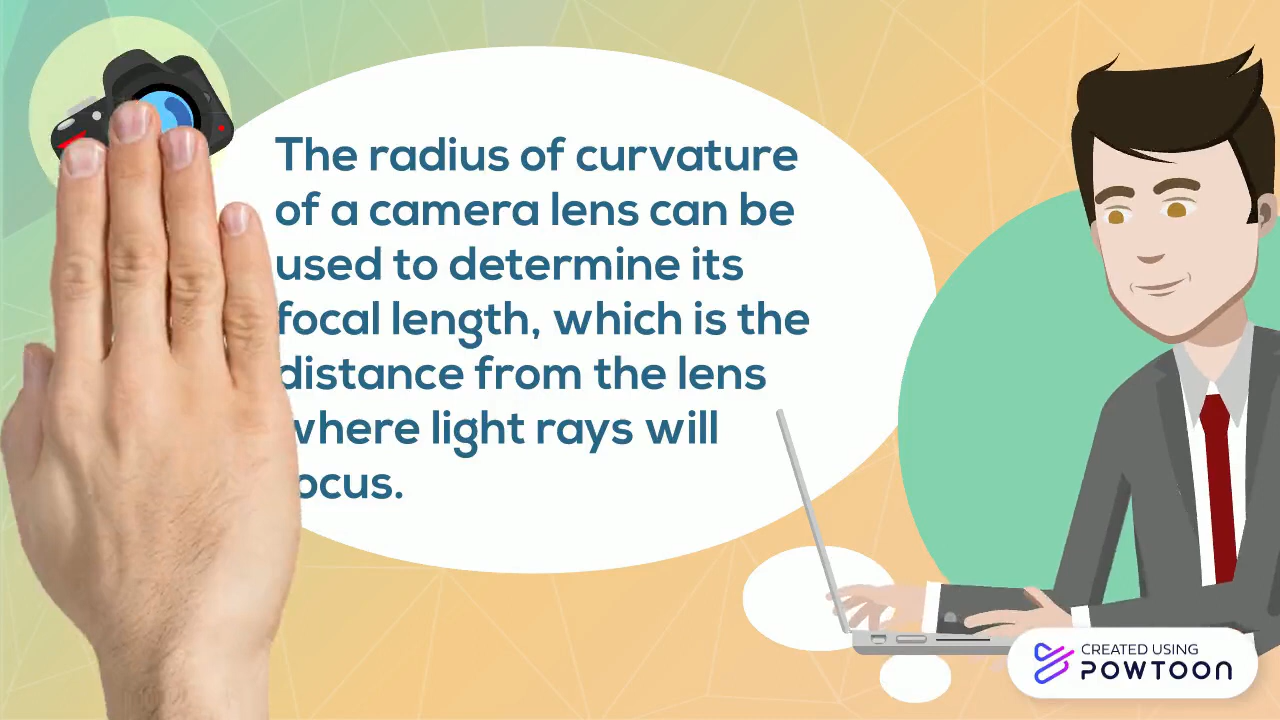 The radius of curvature
of a camera lens can be
used to determine its
focal length, which is the
distance from the lens
where light rays will
focus.
CREATED USING
POWTOON